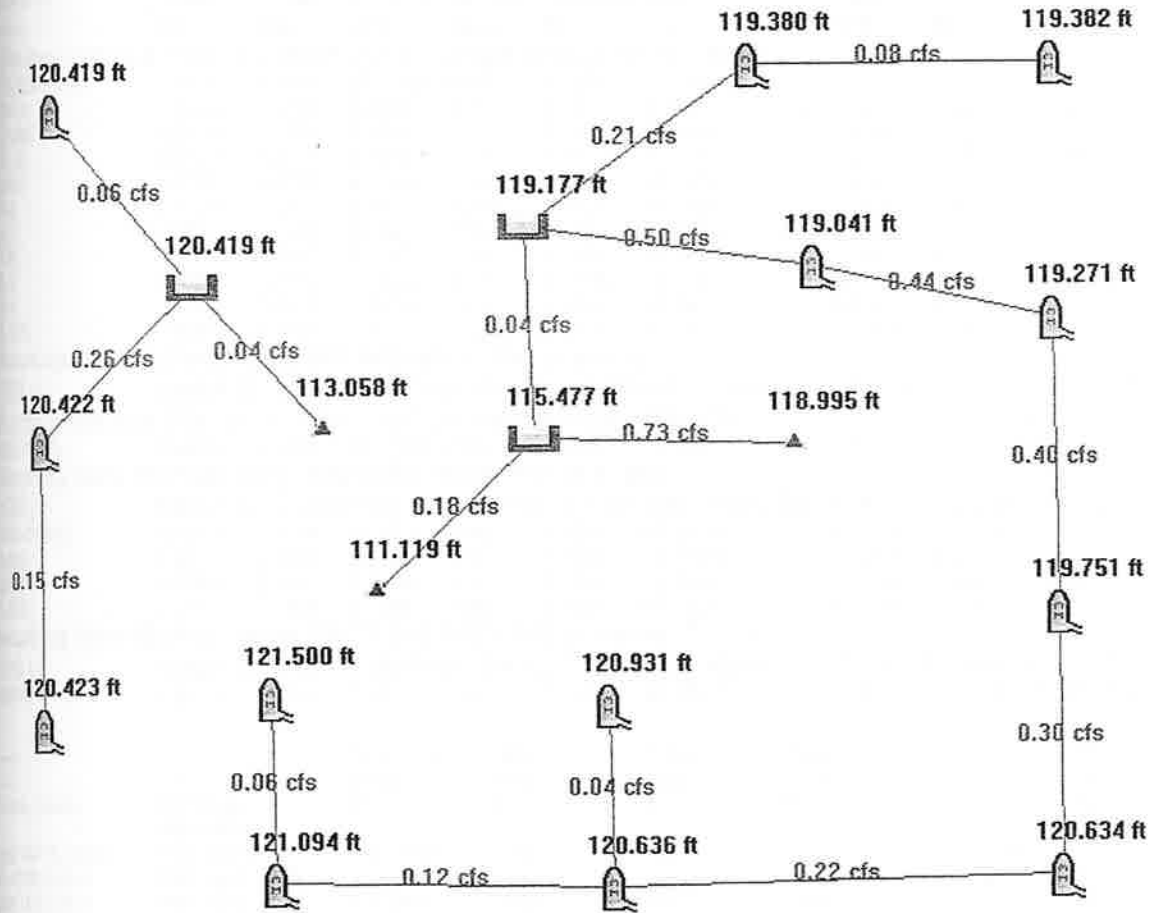 119.380 ft
119.382 ft
0.08 cfs
120.419 ft
0.21 cfs
0.06 cfs
119.177 ft
119.041 ft
120.419 ft
0.50 cfs
0.44 cfs
119.271 ft
0.04 cfs
0.26 cfs
0.04 cfs
113.058 ft
120.422 ft
115.477 ft
118.995 ft
0.73 cfs
0.40 cfs
0.18 cfs
111.119 ft
0.15 cfs
119.751 ft
121.500 ft
120.931 ft
120.423 ft
0.30 cfs
0.06 cfs
0.04 cfs
121.094 ft
120.636 ft
120.634 ft
0.12 cfs
0.22 cfs